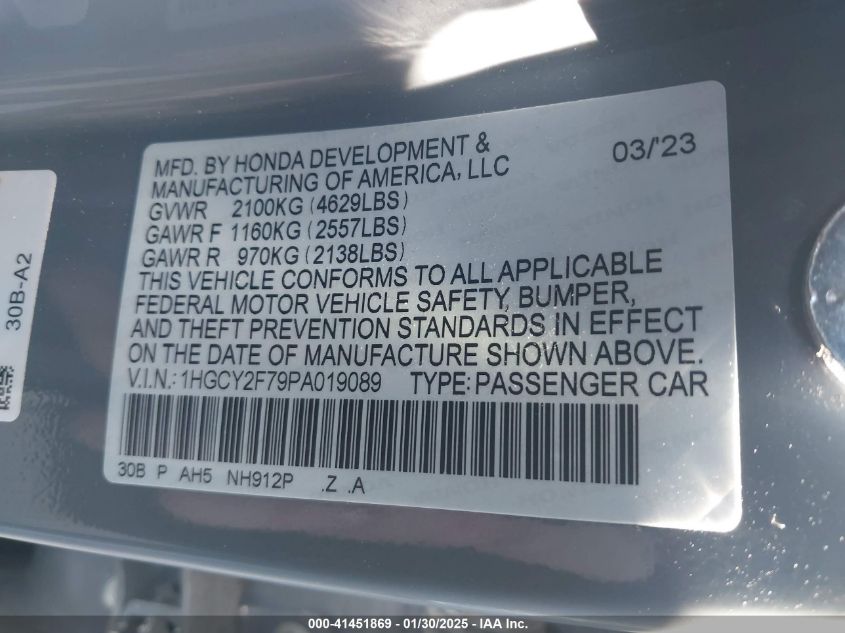 MFD. BY HONDA DEVELOPMENT & 03/'23
MANUFACTURING OF AMERICA, LLC
GVWR 2100KG (4629LBS)
GAWR F 1160KG (2557LBS)
GAWR R 970KG (2138LBS)
THIS VEHICLE CONFORMS TO ALL APPLICABLE
FEDERAL MOTOR VEHICLE SAFETY, BUMPER,
AND THEFT PREVENTION STANDARDS IN EFFECT
ON THE DATE OF MANUFACTURE SHOWN ABOVE.
V.I.N.: 1HGCY2F79PA019089 TYPE: PASSENGER CAR
30B P AH5 NH912P .Z .A
30B-A2
000-41451869 - 01/30/2025 - IAA Inc.